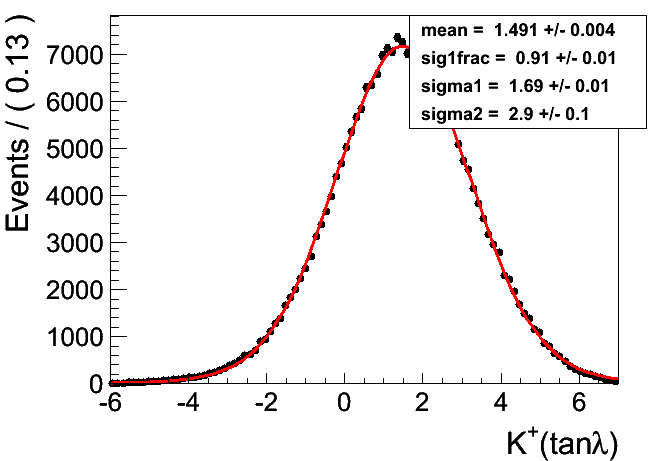 mean = 1.491 +/- 0.004
sig1frac = 0.91 +/- 0.01
sigma1 = 1.69 +/- 0.01
sigma2 = 2.9 +/- 0.1
Events / ( 0.13 )
7000
6000
5000
4000
3000
2000
1000
0
-6 -4 -2 0 2 4 6
K⁺(tanλ)